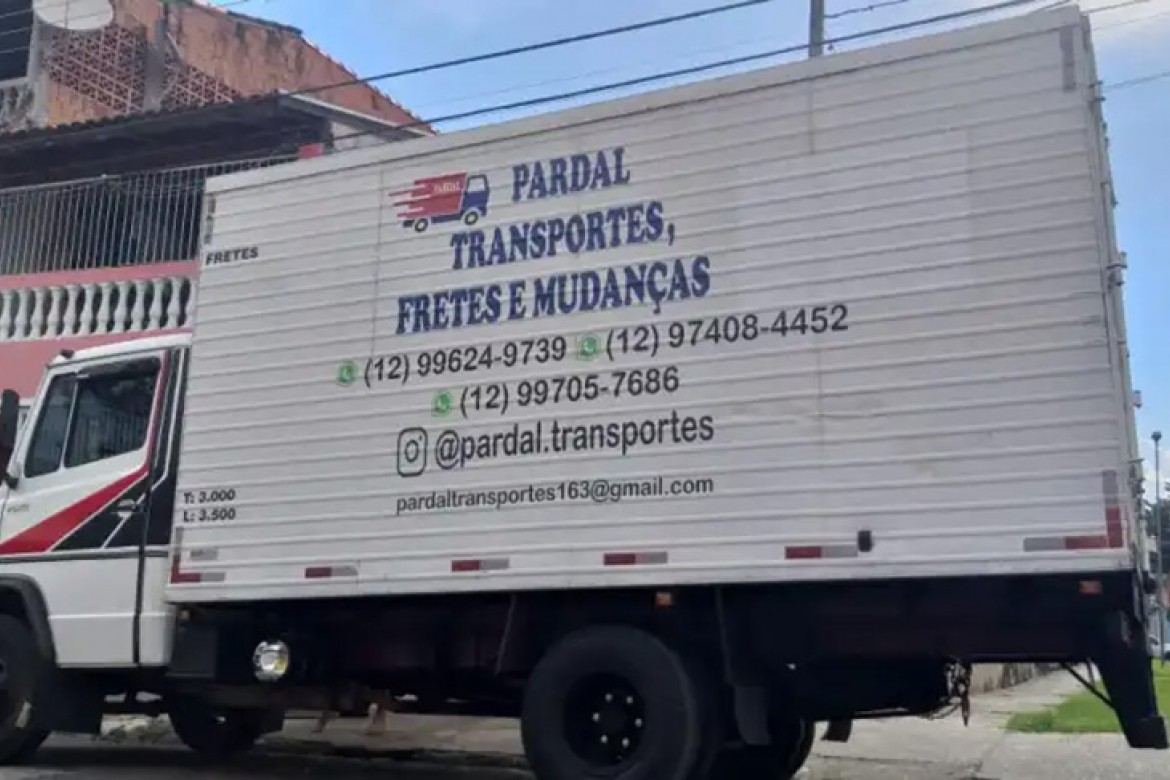 PARDAL
TRANSPORTES,
FRETES E MUDANÇAS
FRETES
(12) 99624-9739 (12) 97408-4452
(12) 99705-7686
@pardal.transportes
pardaltransportes163@gmail.com
T: 3.000
L: 3.500